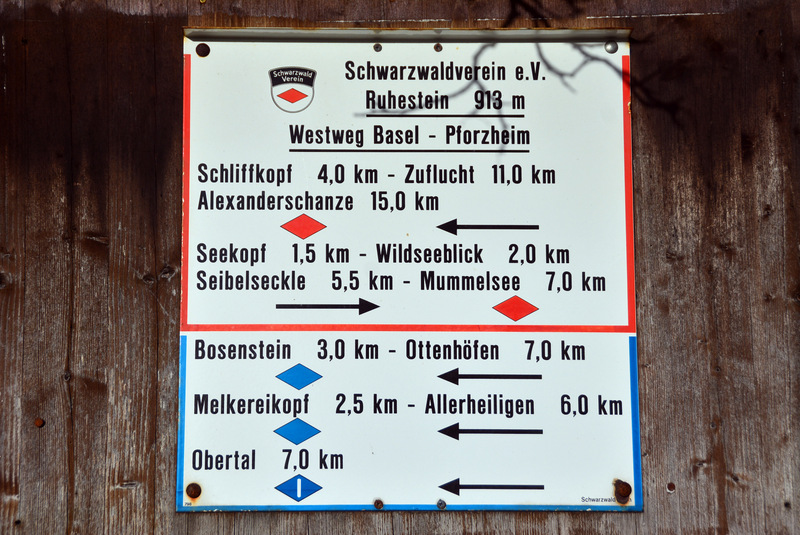 Schwarzwald
Verein
Schwarzwaldverein e.V.
Ruhestein 913 m
Westweg Basel - Pforzheim
Schliffkopf 4,0 km - Zuflucht 11,0 km
Alexanderschanze 15,0 km
Seekopf 1,5 km - Wildseeblick 2,0 km
Seibelseckle 5,5 km - Mummelsee 7,0 km
Bosenstein 3,0 km - Ottenhöfen 7,0 km
Melkereikopf 2,5 km - Allerheiligen 6,0 km
Obertal 7,0 km